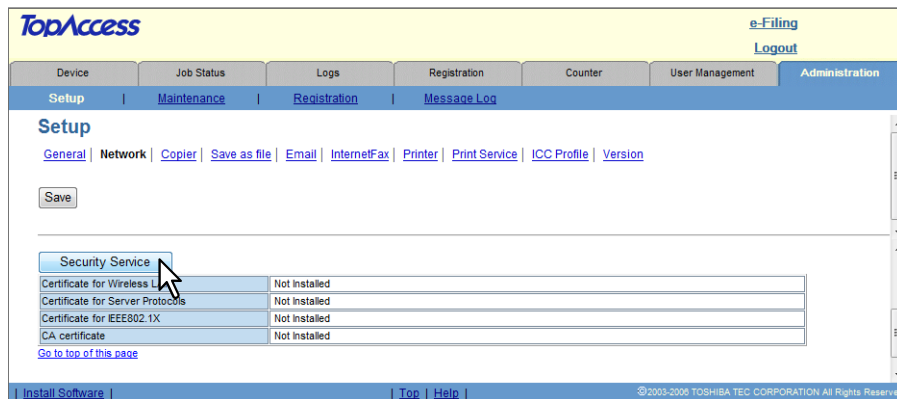 TopAccess
e-Filing
Logout
Device Job Status Logs Registration Counter User Management Administration
Setup | Maintenance | Registration | Message Log
Setup
General | Network | Copier | Save as file | Email | InternetFax | Printer | Print Service | ICC Profile | Version
Save
Security Service
Certificate for Wireless Not Installed
Certificate for Server Protocols Not Installed
Certificate for IEEE802.1X Not Installed
CA certificate Not Installed
Go to top of this page
| Install Software | | Top | Help | ©2003-2006 TOSHIBA TEC CORPORATION All Rights Reserve